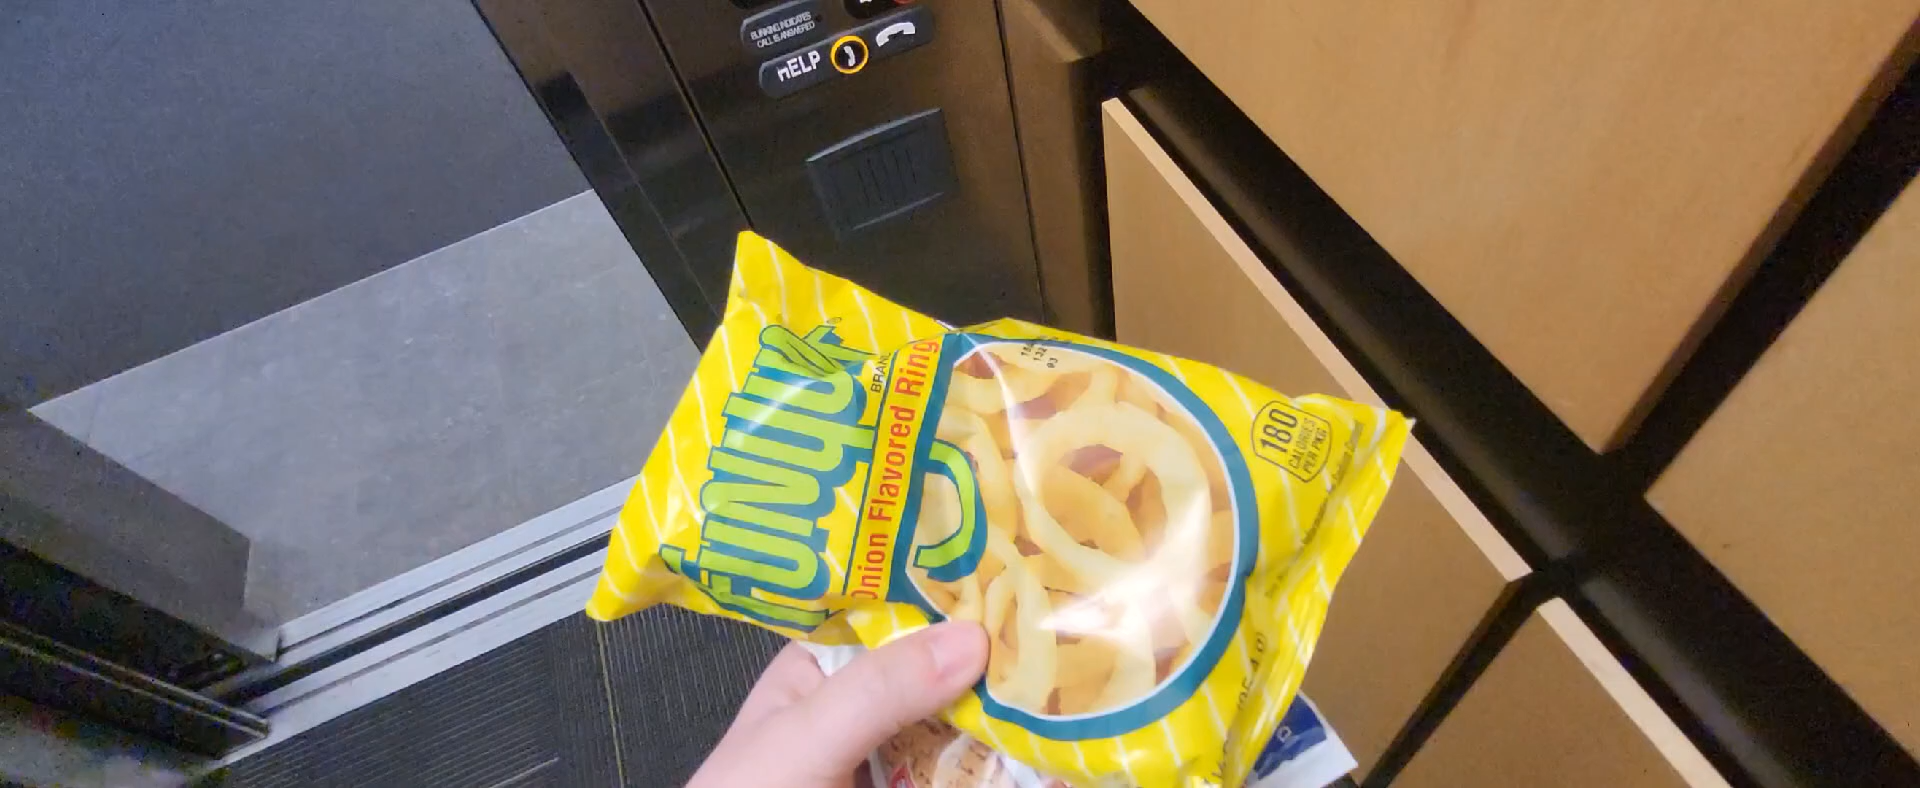 BLINKING INDICATES
CALL IS ANSWERED
HELP
FUNYUNS
BRAND
Onion Flavored Rings
180
CALORIES
PER PKG